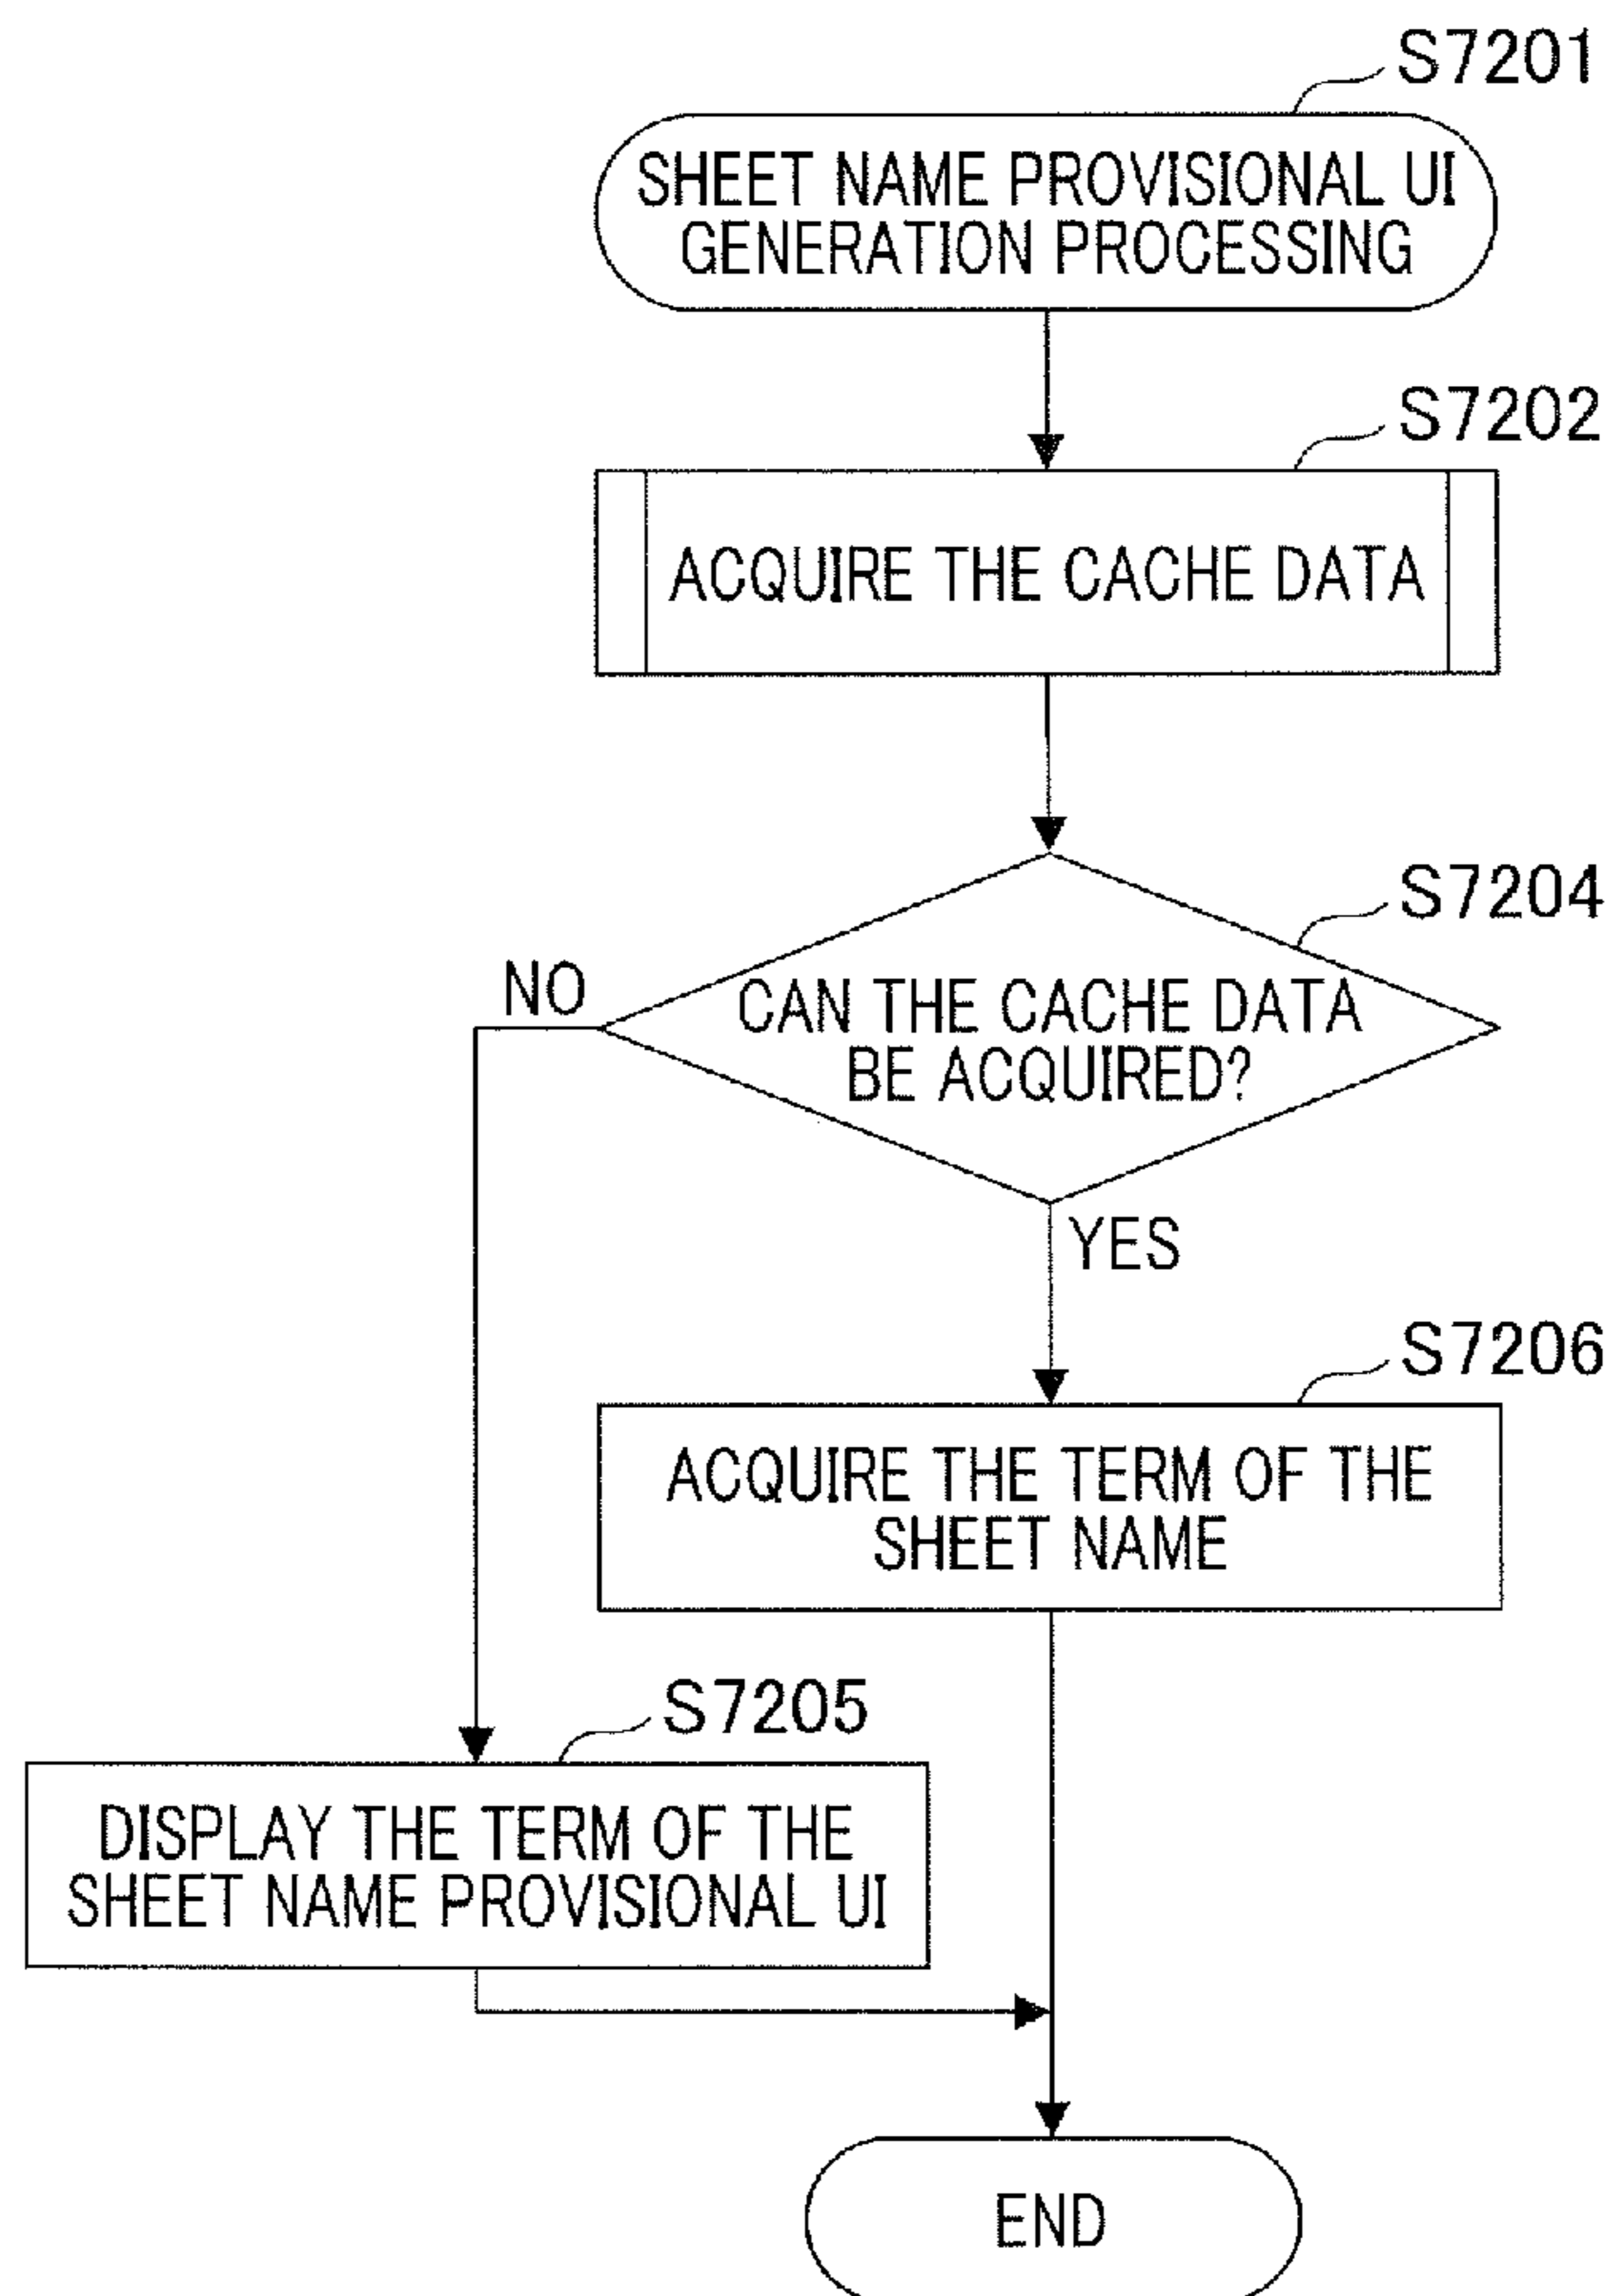 S7201
SHEET NAME PROVISIONAL UI
GENERATION PROCESSING
S7202
ACQUIRE THE CACHE DATA
S7204
NO
CAN THE CACHE DATA
BE ACQUIRED?
YES
S7206
ACQUIRE THE TERM OF THE
SHEET NAME
S7205
DISPLAY THE TERM OF THE
SHEET NAME PROVISIONAL UI
END